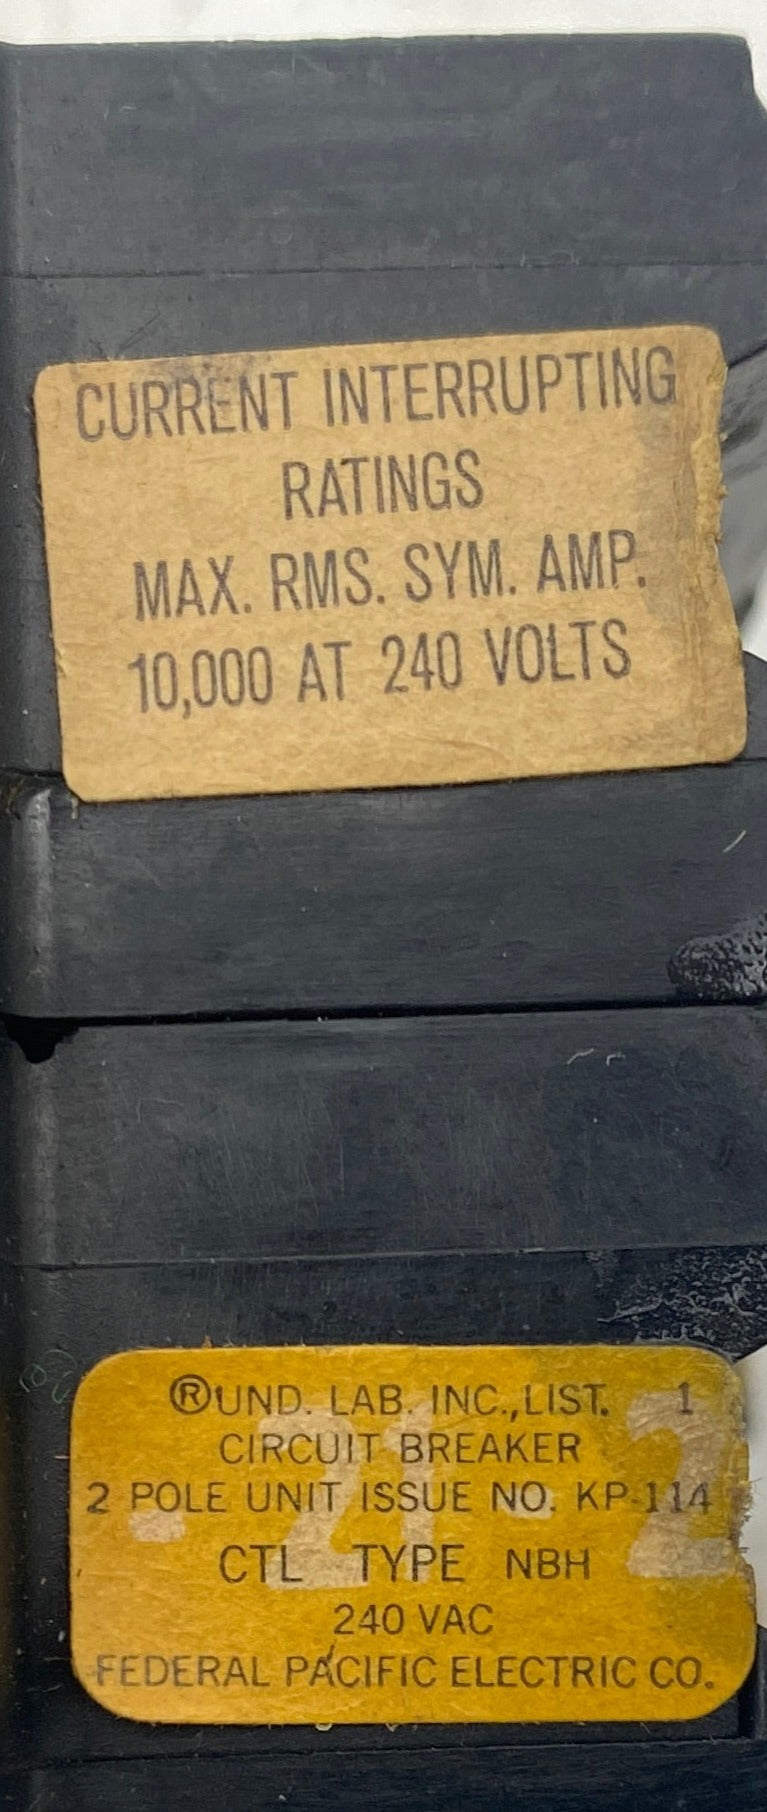 CURRENT INTERRUPTING
RATINGS
MAX. RMS. SYM. AMP.
10,000 AT 240 VOLTS
®UND. LAB. INC., LIST. 1
CIRCUIT BREAKER
2 POLE UNIT ISSUE NO. KP-114
CTL TYPE NBH
240 VAC
FEDERAL PACIFIC ELECTRIC CO.